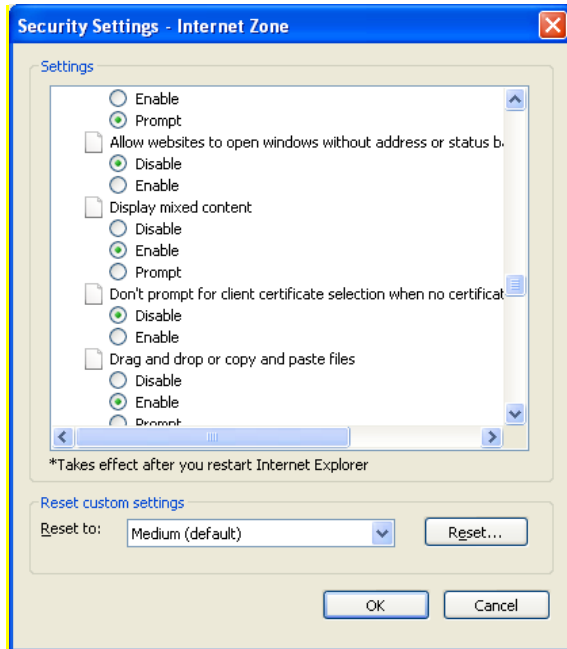 Security Settings - Internet Zone
Settings
Enable
Prompt
Allow websites to open windows without address or status ba
Disable
Enable
Display mixed content
Disable
Enable
Prompt
Don't prompt for client certificate selection when no certificat
Disable
Enable
Drag and drop or copy and paste files
Disable
Enable
Prompt
*Takes effect after you restart Internet Explorer
Reset custom settings
Reset to:
Medium (default)
Reset...
OK
Cancel